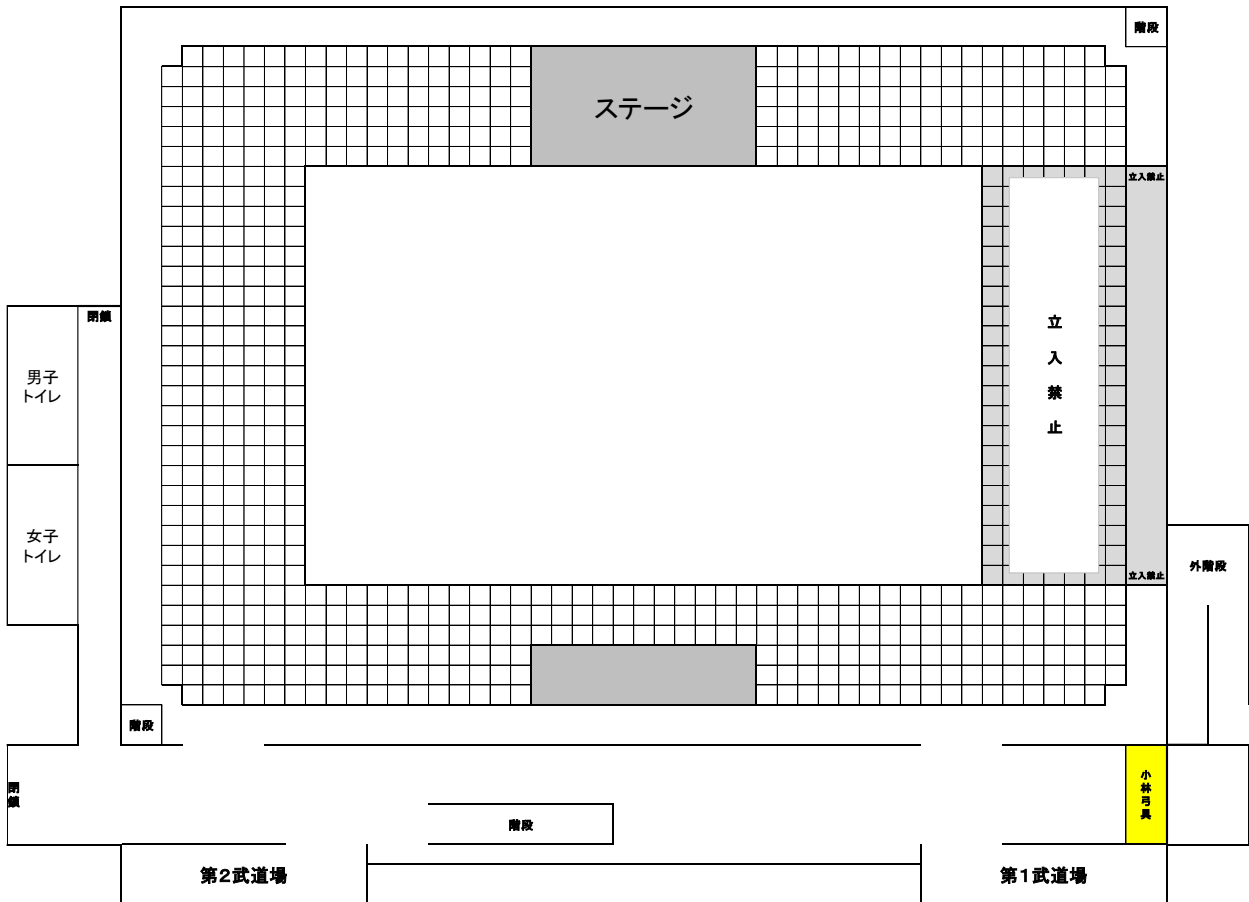 階段
ステージ
立入禁止
閉鎖
男子
トイレ
立入禁止
女子
トイレ
立入禁止
外階段
階段
小林弓具
閉鎖
階段
第2武道場
第1武道場